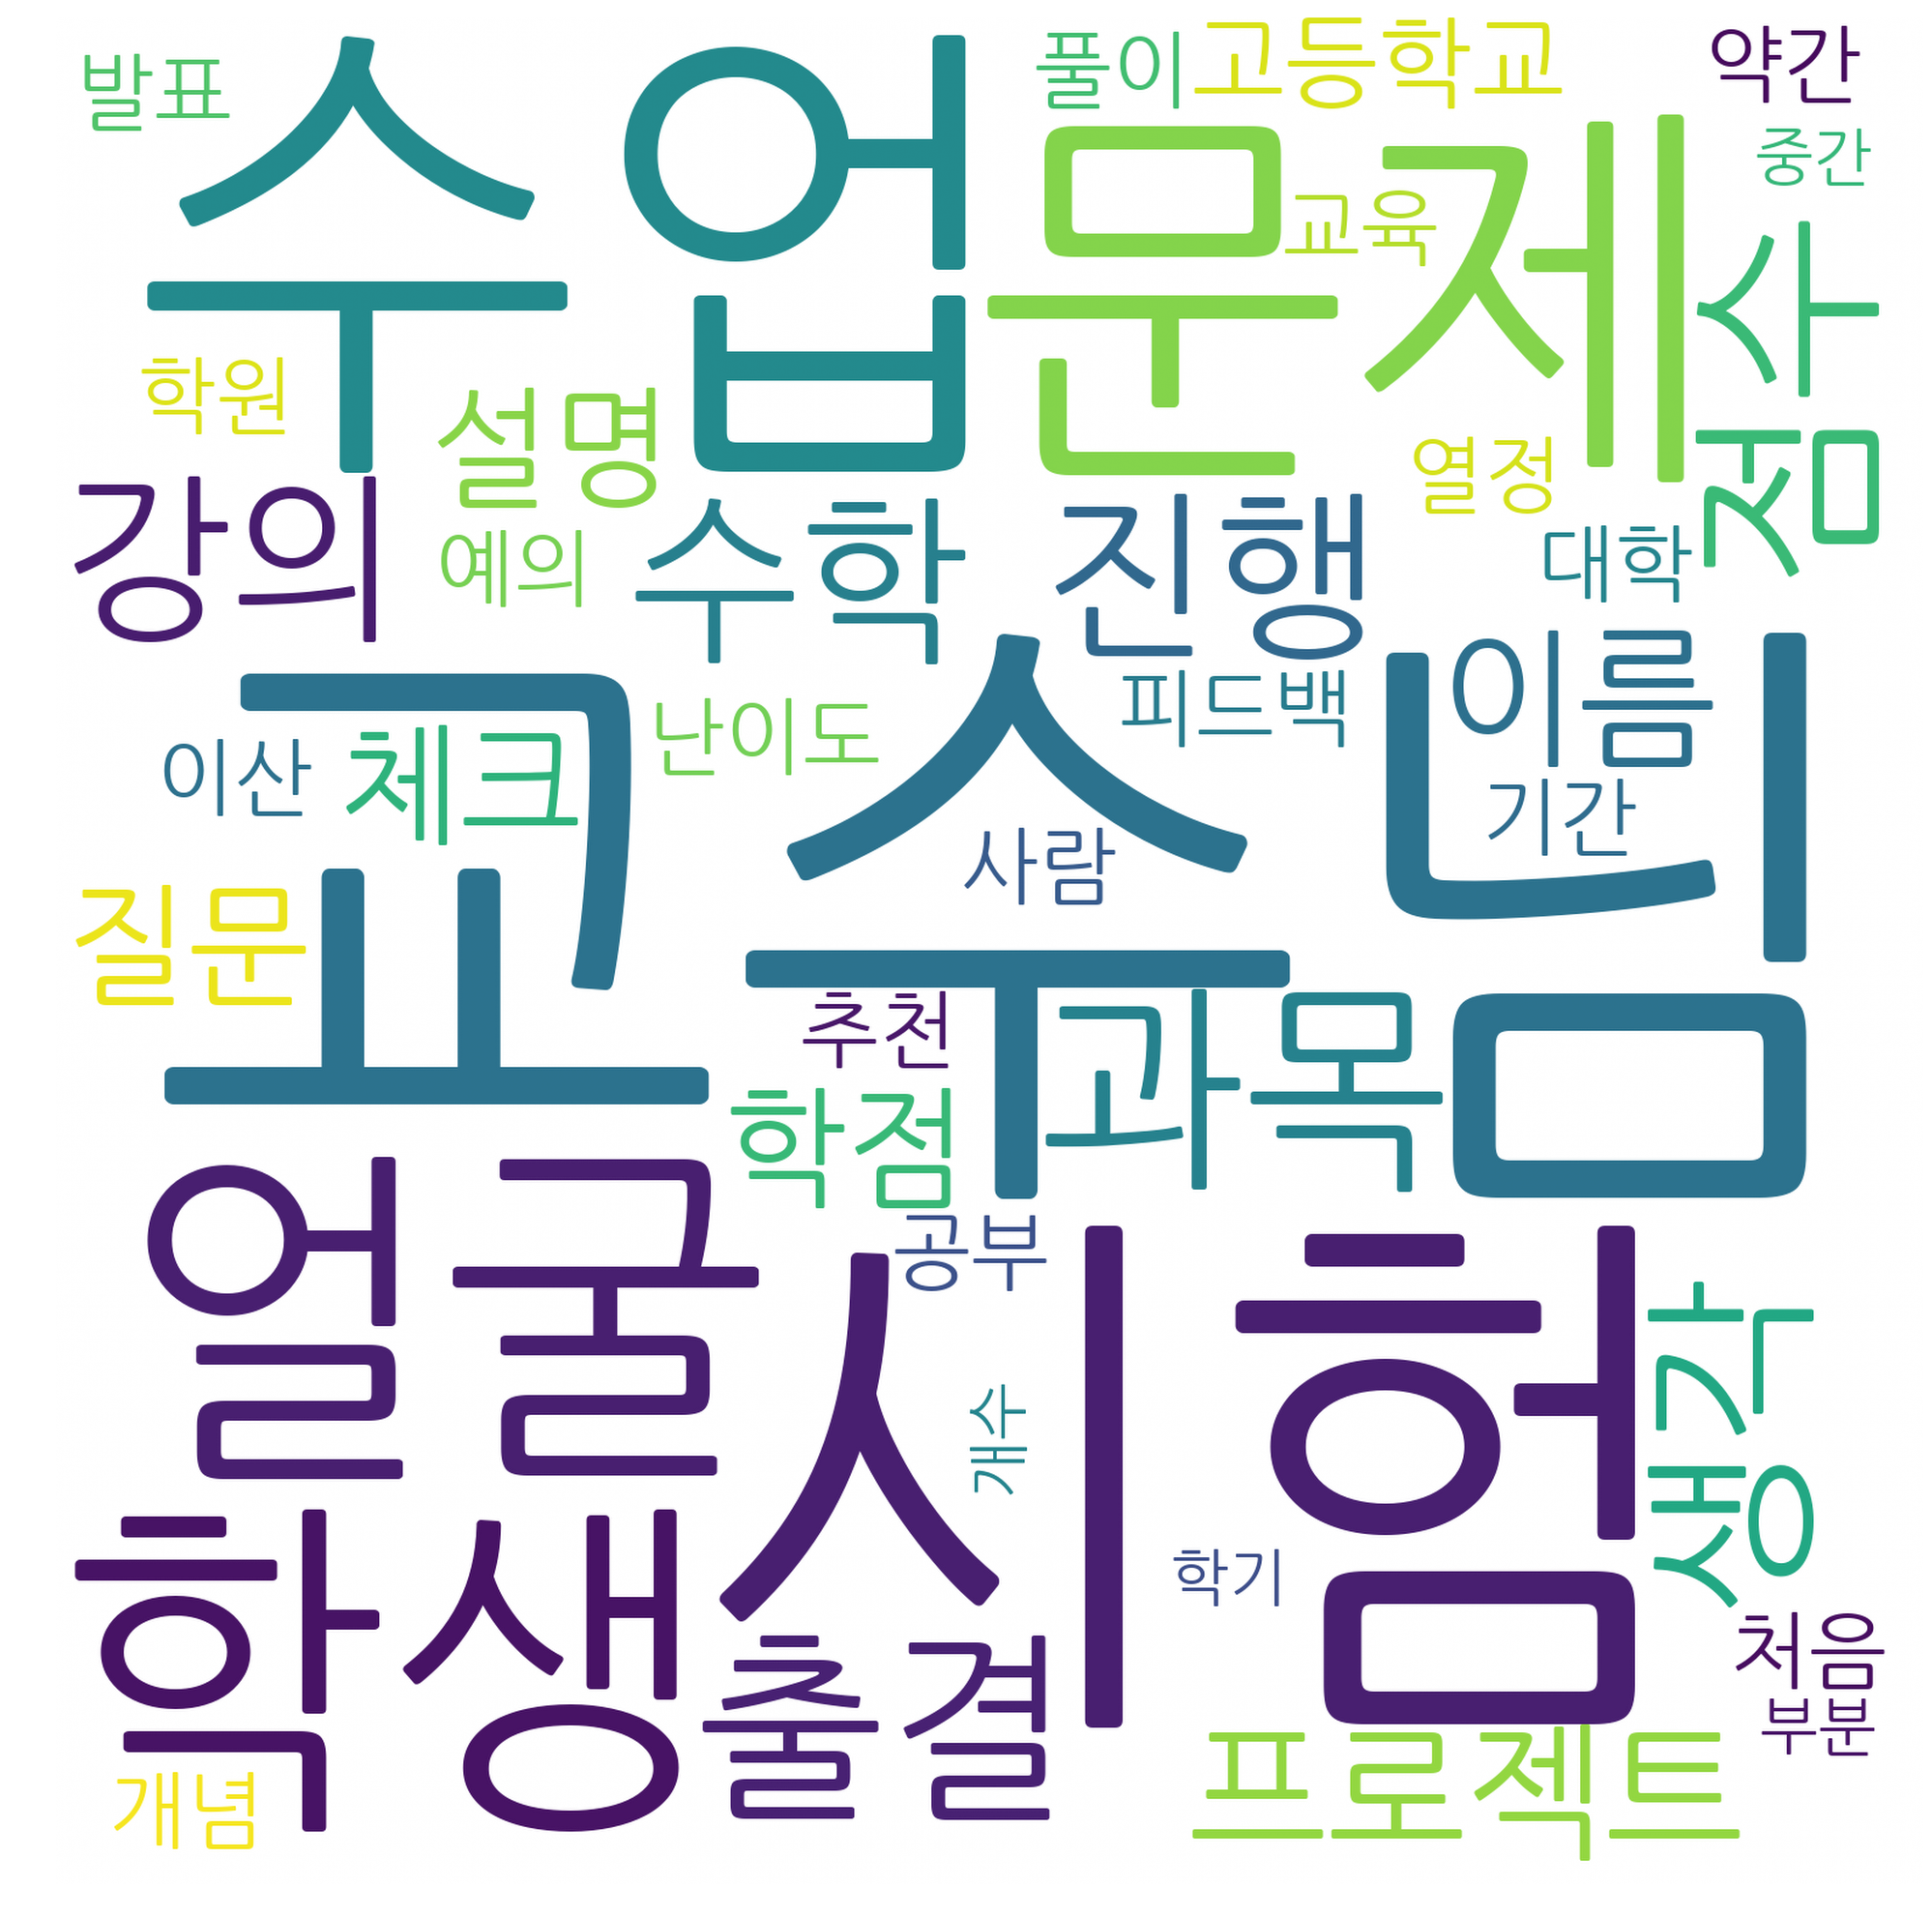 발표
수업
풀이
고등학교
약간
중간
문제
교육
점수
학원
설명
열정
강의
예의
수학
진행
대학
교수님
이름
피드백
난이도
이산
체크
기간
사람
질문
추천
과목
학점
얼굴
공부
시험
생각
개수
학생
학기
출결
처음
부분
프로젝트
개념